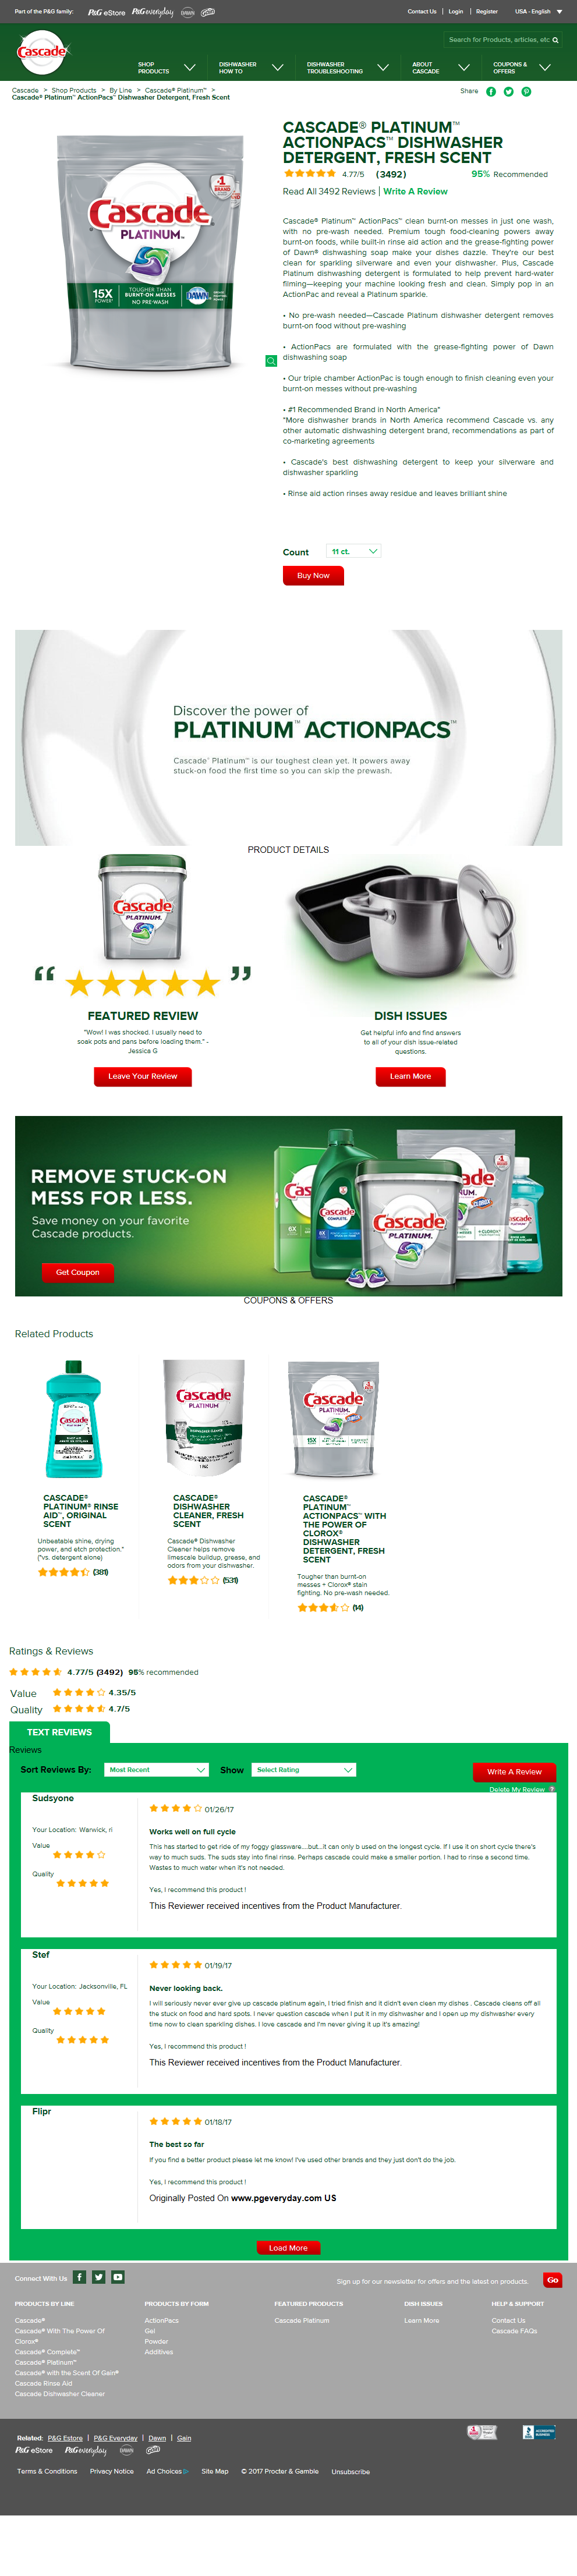 Part of the P&G family:
P&G eStore
P&G everyday
DAWN
Contact Us | Login | Register
USA - English
Cascade
Search for Products, articles, etc
SHOP PRODUCTS
DISHWASHER HOW TO
DISHWASHER TROUBLESHOOTING
ABOUT CASCADE
COUPONS & OFFERS
Cascade > Shop Products > By Line > Cascade® Platinum™ >
Cascade® Platinum™ ActionPacs™ Dishwasher Detergent, Fresh Scent
Share
Cascade
PLATINUM™
15X POWER
TOUGHER THAN BURNT-ON MESSES
NO PRE-WASH
DAWN
CASCADE® PLATINUM™
ACTIONPACS™ DISHWASHER
DETERGENT, FRESH SCENT
4.77/5 (3492)
95% Recommended
Read All 3492 Reviews | Write A Review
Cascade® Platinum™ ActionPacs™ clean burnt-on messes in just one wash,
with no pre-wash needed. Premium tough food-cleaning powers away
burnt-on foods, while built-in rinse aid action and the grease-fighting power
of Dawn® dishwashing soap make your dishes dazzle. They're our best
clean for sparkling silverware and even your dishwasher. Plus, Cascade
Platinum dishwashing detergent is formulated to help prevent hard-water
filming—keeping your machine looking fresh and clean. Simply pop in an
ActionPac and reveal a Platinum sparkle.
• No pre-wash needed—Cascade Platinum dishwasher detergent removes
burnt-on food without pre-washing
• ActionPacs are formulated with the grease-fighting power of Dawn
dishwashing soap
• Our triple chamber ActionPac is tough enough to finish cleaning even your
burnt-on messes without pre-washing
• #1 Recommended Brand in North America*
"More dishwasher brands in North America recommend Cascade vs. any
other automatic dishwashing detergent brand, recommendations as part of
co-marketing agreements
• Cascade's best dishwashing detergent to keep your silverware and
dishwasher sparkling
• Rinse aid action rinses away residue and leaves brilliant shine
Count
11 ct.
Buy Now
Discover the power of
PLATINUM™ ACTIONPACS™
Cascade™ Platinum™ is our toughest clean yet. It powers away
stuck-on food the first time so you can skip the prewash.
PRODUCT DETAILS
Cascade
PLATINUM.
FEATURED REVIEW
"Wow! I was shocked. I usually need to
soak pots and pans before loading them." -
Jessica G
Leave Your Review
DISH ISSUES
Get helpful info and find answers
to all of your dish issue-related
questions.
Learn More
REMOVE STUCK-ON
MESS FOR LESS.
Save money on your favorite
Cascade products.
Get Coupon
Cascade
COMPLETE
Cascade
PLATINUM.
COUPONS & OFFERS
Related Products
Cascade
Cascade
PLATINUM
Cascade
PLATINUM.
CASCADE®
PLATINUM® RINSE
AID™, ORIGINAL
SCENT
Unbeatable shine, drying
power, and etch protection.*
(*vs. detergent alone)
(381)
CASCADE®
DISHWASHER
CLEANER, FRESH
SCENT
Cascade® Dishwasher
Cleaner helps remove
limescale buildup, grease, and
odors from your dishwasher.
(531)
CASCADE®
PLATINUM™
ACTIONPACS™ WITH
THE POWER OF
CLOROX®
DISHWASHER
DETERGENT, FRESH
SCENT
Tougher than burnt-on
messes + Clorox® stain
fighting. No pre-wash needed.
(14)
Ratings & Reviews
4.77/5 (3492) 95% recommended
Value 4.35/5
Quality 4.7/5
TEXT REVIEWS
Reviews
Sort Reviews By:
Most Recent
Show
Select Rating
Write A Review
Delete My Review ?
Sudsyone
01/26/17
Works well on full cycle
Your Location: Warwick, ri
Value
Quality
This has started to get ride of my foggy glassware....but...it can only b used on the longest cycle. If I use it on short cycle there's
way to much suds. The suds stay into final rinse. Perhaps cascade could make a smaller portion. I had to rinse a second time.
Wastes to much water when it's not needed.
Yes, I recommend this product !
This Reviewer received incentives from the Product Manufacturer.
Stef
01/19/17
Never looking back.
Your Location: Jacksonville, FL
Value
Quality
I will seriously never ever give up cascade platinum again, I tried finish and it didn't even clean my dishes . Cascade cleans off all
the stuck on food and hard spots. I never question cascade when I put it in my dishwasher and I open up my dishwasher every
time now to clean sparkling dishes. I love cascade and I'm never giving it up it's amazing!
Yes, I recommend this product !
This Reviewer received incentives from the Product Manufacturer.
Flipr
01/18/17
The best so far
If you find a better product please let me know! I've used other brands and they just don't do the job.
Yes, I recommend this product !
Originally Posted On www.pgeveryday.com US
Load More
Connect With Us
Sign up for our newsletter for offers and the latest on products.
Go
PRODUCTS BY LINE
Cascade®
Cascade® With The Power Of
Clorox®
Cascade® Complete™
Cascade® Platinum™
Cascade® with the Scent Of Gain®
Cascade Rinse Aid
Cascade Dishwasher Cleaner
PRODUCTS BY FORM
ActionPacs
Gel
Powder
Additives
FEATURED PRODUCTS
Cascade Platinum
DISH ISSUES
Learn More
HELP & SUPPORT
Contact Us
Cascade FAQs
Related: P&G Estore | P&G Everyday | Dawn | Gain
P&G eStore
P&G everyday
DAWN
ACCREDITED BUSINESS
Terms & Conditions
Privacy Notice
Ad Choices
Site Map
© 2017 Procter & Gamble
Unsubscribe